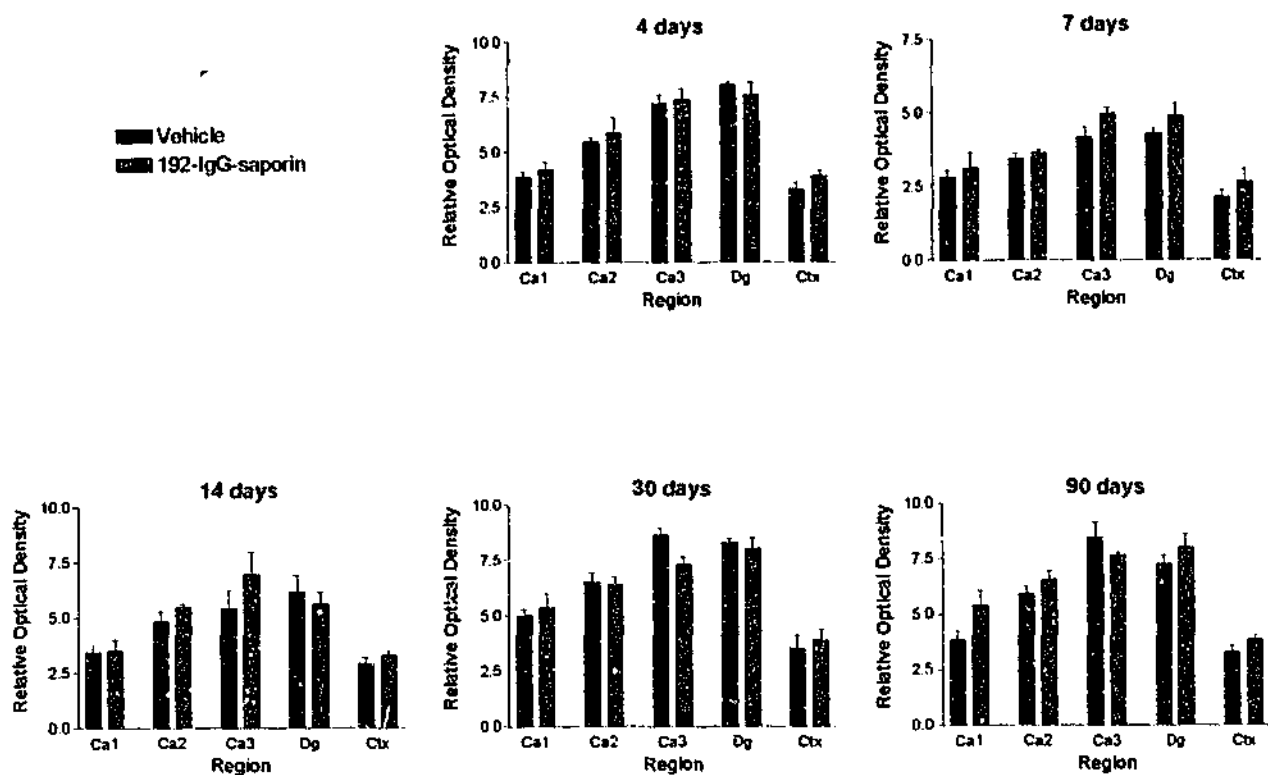 4 days
10.0
7.5
5.0
2.5
0.0
Relative Optical Density
Ca1 Ca2 Ca3 Dg Ctx
Region
7 days
7.5
5.0
2.5
0.0
Relative Optical Density
Ca1 Ca2 Ca3 Dg Ctx
Region
Vehicle
192-IgG-saporin
14 days
10.0
7.5
5.0
2.5
0.0
Relative Optical Density
Ca1 Ca2 Ca3 Dg Ctx
Region
30 days
10.0
7.5
5.0
2.5
0.0
Relative Optical Density
Ca1 Ca2 Ca3 Dg Ctx
Region
90 days
10.0
7.5
5.0
2.5
0.0
Relative Optical Density
Ca1 Ca2 Ca3 Dg Ctx
Region